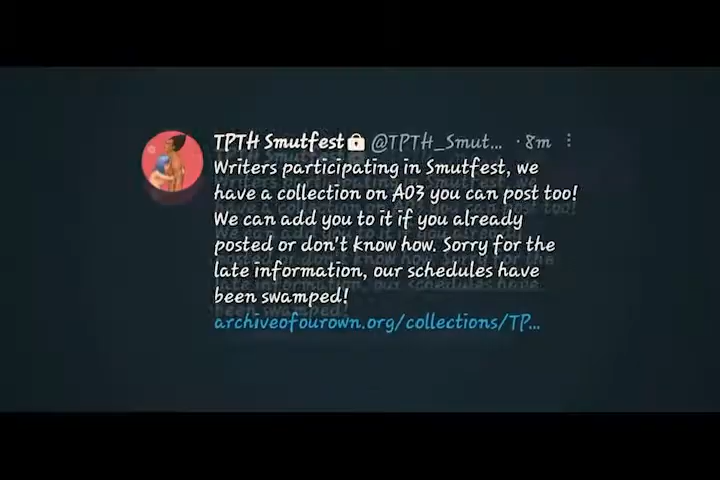 TPTH Smutfest @TPTH_Smut... · 8m
Writers participating in Smutfest, we
have a collection on AO3 you can post too!
We can add you to it if you already
posted or don't know how. Sorry for the
late information, our schedules have
been swamped!
archiveofourown.org/collections/TP...